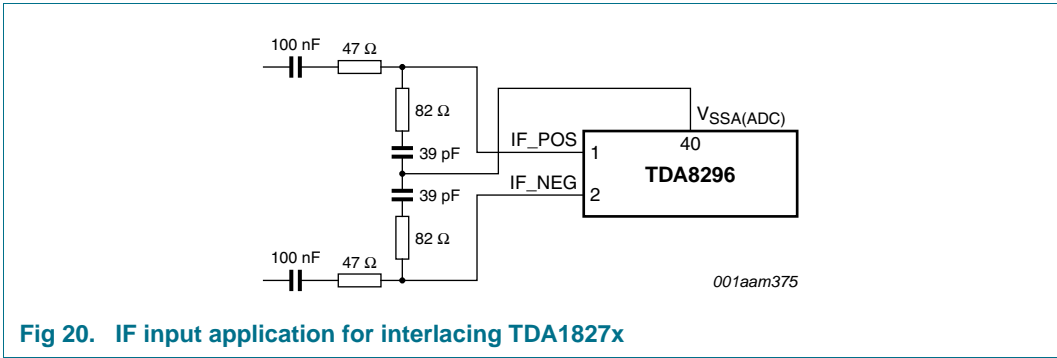 100 nF
47 Ω
82 Ω
39 pF
39 pF
82 Ω
100 nF
47 Ω
IF_POS
IF_NEG
VSSA(ADC)
40
1
2
TDA8296
001aam375
Fig 20. IF input application for interlacing TDA1827x